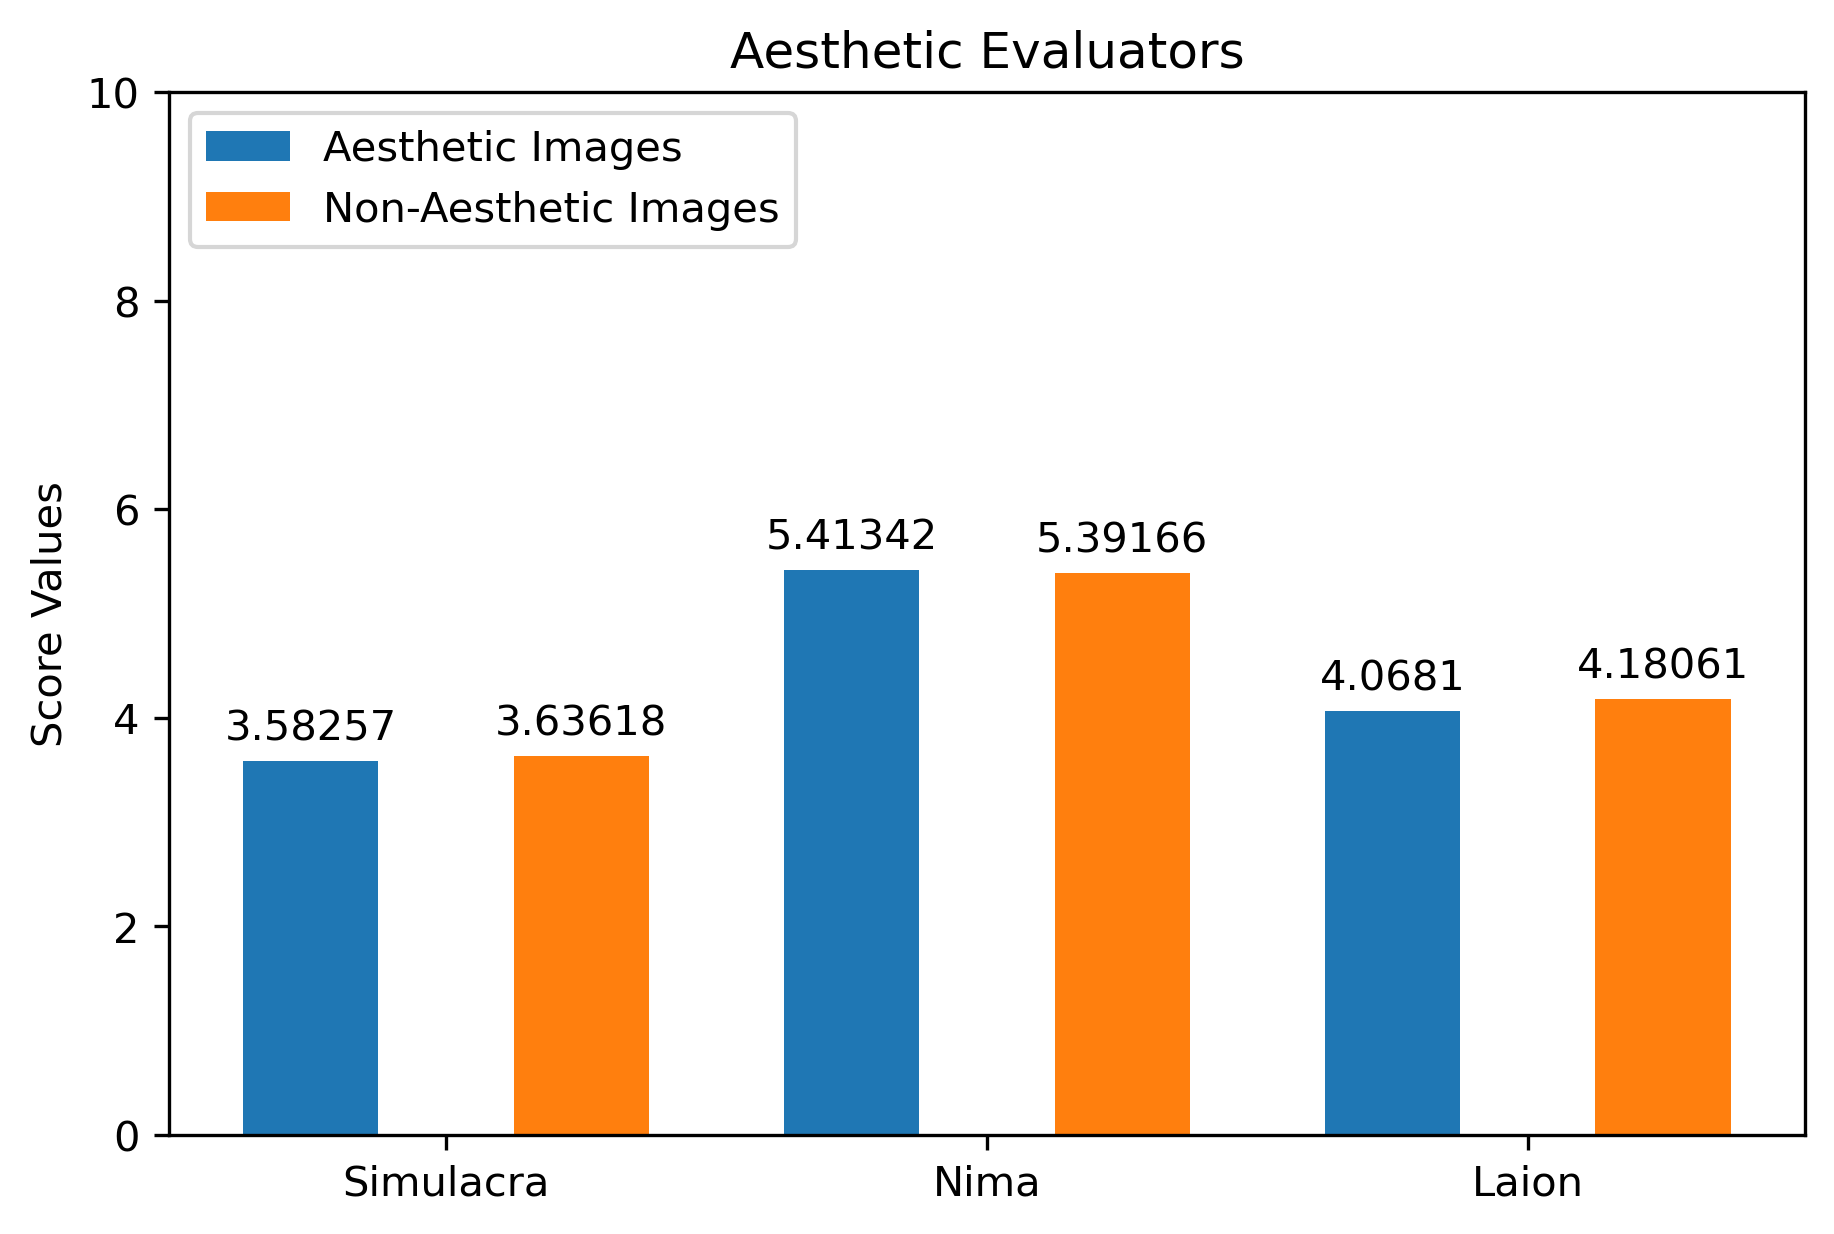 Aesthetic Evaluators
10
8
6
4
2
0
Score Values
Aesthetic Images
Non-Aesthetic Images
3.58257
3.63618
5.41342
5.39166
4.0681
4.18061
Simulacra
Nima
Laion